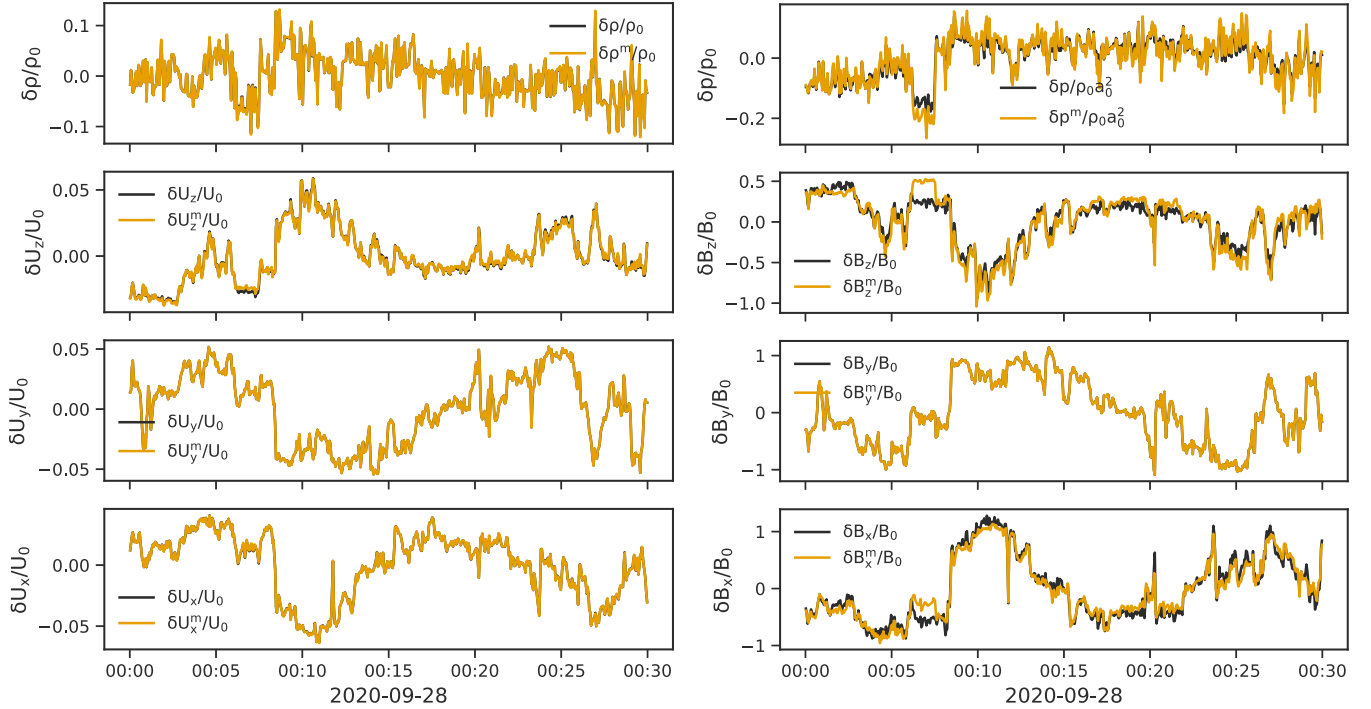 δρ/ρ₀
0.1
0.0
−0.1
δρ/ρ₀
δρᵐ/ρ₀
δp/p₀
0.0
−0.2
δp/ρ₀a₀²
δpᵐ/ρ₀a₀²
δU_z/U₀
0.05
0.00
δU_z/U₀
δU_zᵐ/U₀
δB_z/B₀
0.5
0.0
−0.5
−1.0
δB_z/B₀
δB_zᵐ/B₀
δU_y/U₀
0.05
0.00
−0.05
δU_y/U₀
δU_yᵐ/U₀
δB_y/B₀
1
0
−1
δB_y/B₀
δB_yᵐ/B₀
δU_x/U₀
0.00
−0.05
δU_x/U₀
δU_xᵐ/U₀
00:00 00:05 00:10 00:15 00:20 00:25 00:30
2020-09-28
δB_x/B₀
1
0
−1
δB_x/B₀
δB_xᵐ/B₀
00:00 00:05 00:10 00:15 00:20 00:25 00:30
2020-09-28